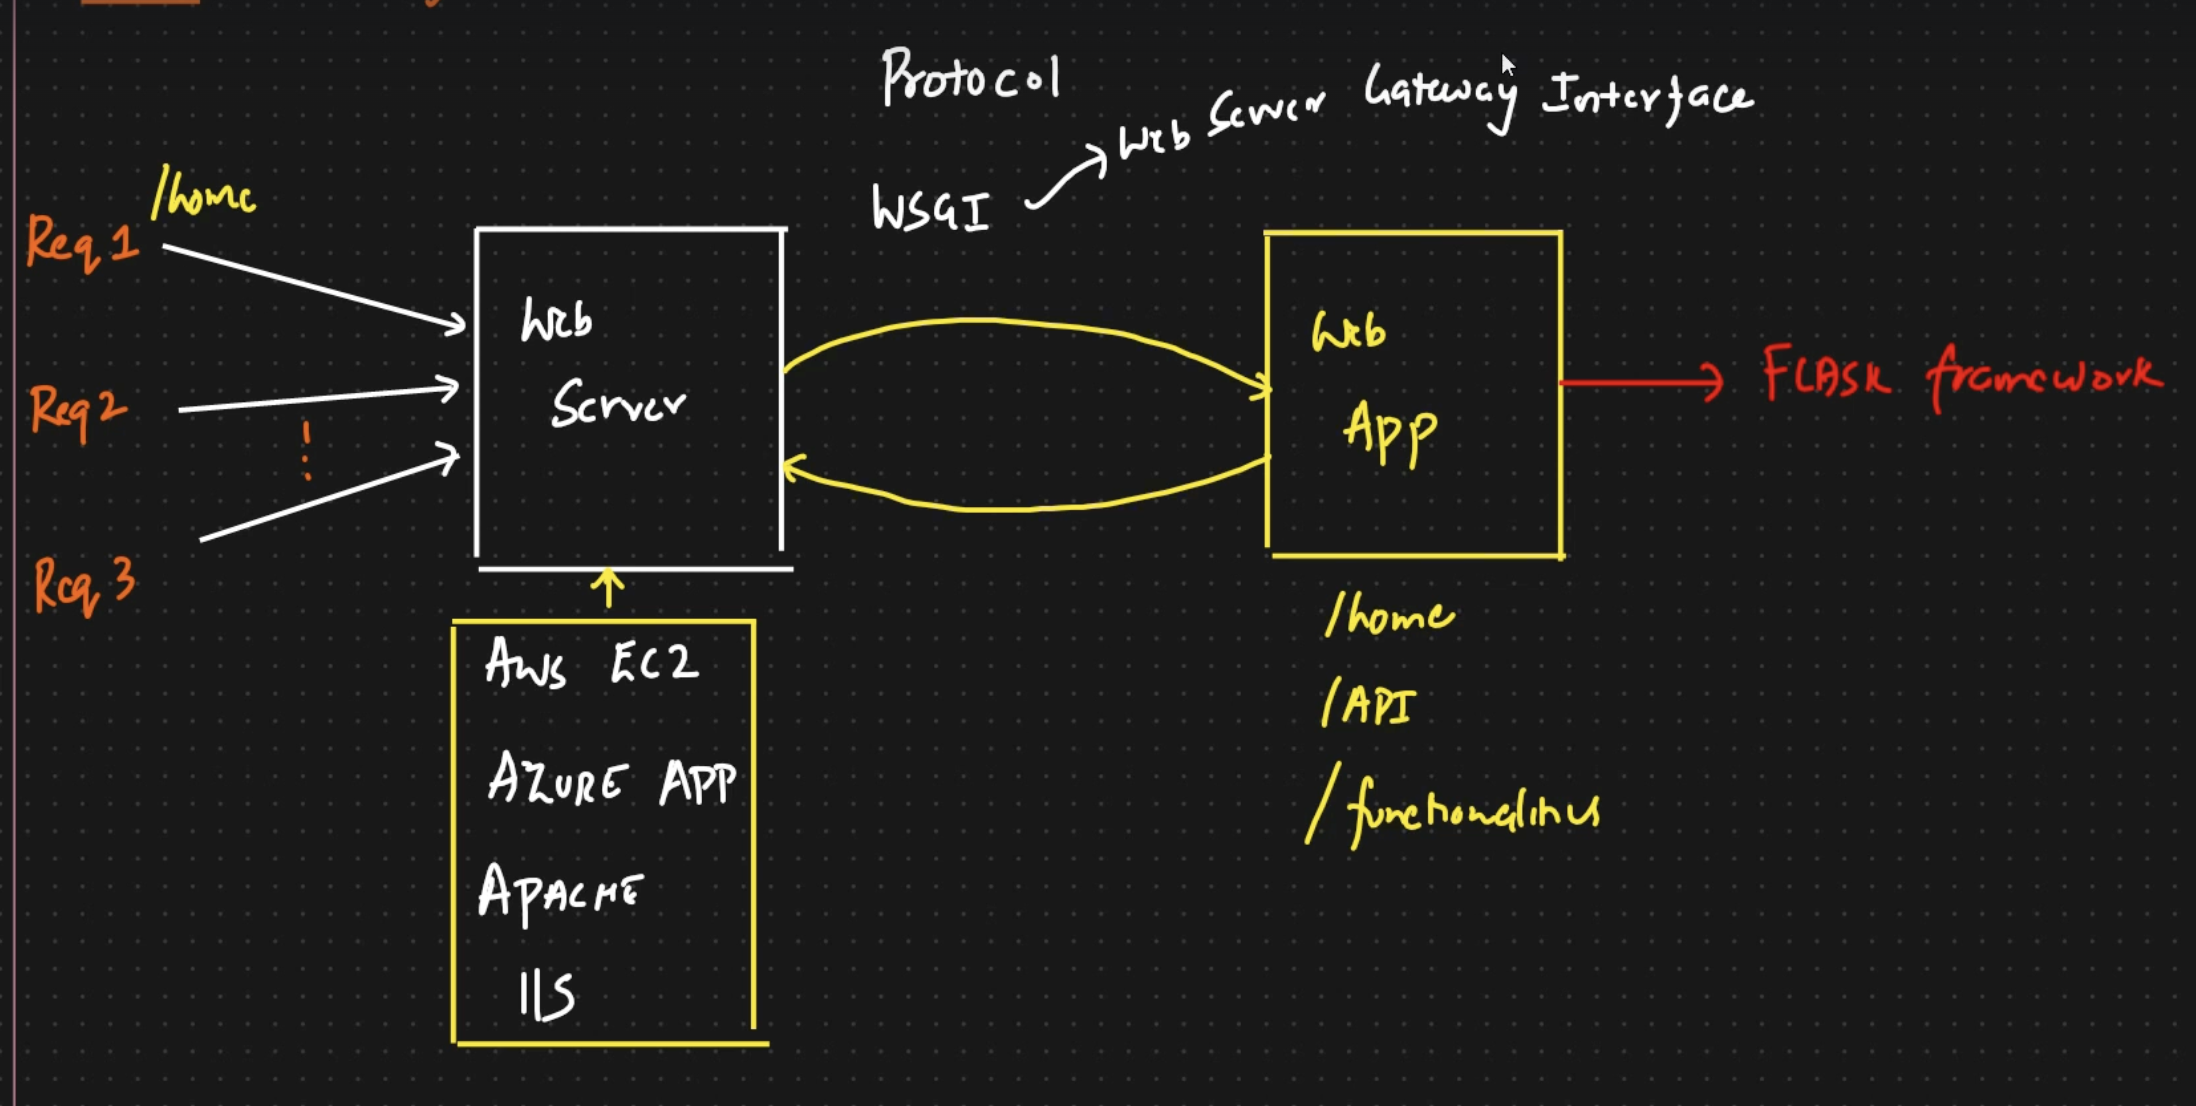 Protocol
WSGI
Web Server Gateway Interface
/home
Req 1
Req 2
Req 3
Web
Server
Web
App
FLASK framework
AWS EC2
AZURE APP
APACHE
IIS
/home
/API
/functionalities